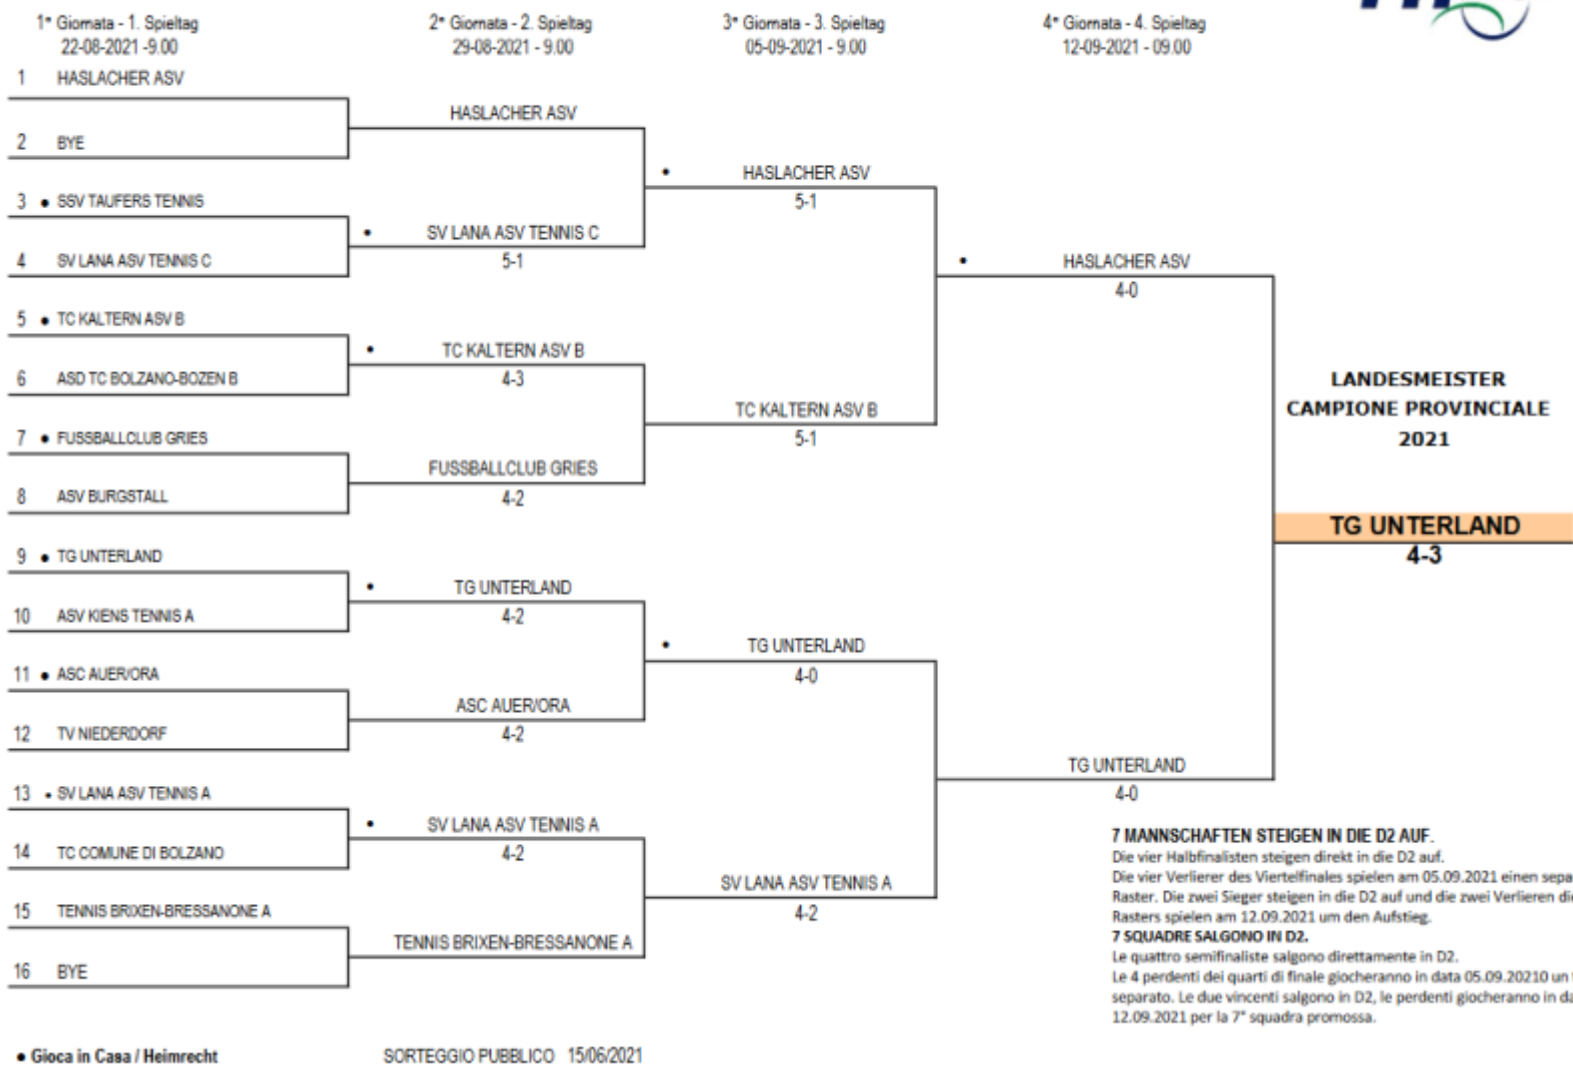 1° Giornata - 1. Spieltag
22-08-2021 -9.00
2° Giornata - 2. Spieltag
29-08-2021 - 9.00
3° Giornata - 3. Spieltag
05-09-2021 - 9.00
4° Giornata - 4. Spieltag
12-09-2021 - 09.00
1 HASLACHER ASV
2 BYE
3 • SSV TAUFERS TENNIS
4 SV LANA ASV TENNIS C
5 • TC KALTERN ASV B
6 ASD TC BOLZANO-BOZEN B
7 • FUSSBALLCLUB GRIES
8 ASV BURGSTALL
9 • TG UNTERLAND
10 ASV KIENS TENNIS A
11 • ASC AUER/ORA
12 TV NIEDERDORF
13 • SV LANA ASV TENNIS A
14 TC COMUNE DI BOLZANO
15 TENNIS BRIXEN-BRESSANONE A
16 BYE
HASLACHER ASV
• SV LANA ASV TENNIS C
5-1
• TC KALTERN ASV B
4-3
FUSSBALLCLUB GRIES
4-2
• TG UNTERLAND
4-2
ASC AUER/ORA
4-2
• SV LANA ASV TENNIS A
4-2
TENNIS BRIXEN-BRESSANONE A
• HASLACHER ASV
5-1
TC KALTERN ASV B
5-1
• TG UNTERLAND
4-0
SV LANA ASV TENNIS A
4-2
• HASLACHER ASV
4-0
TG UNTERLAND
4-0
LANDESMEISTER
CAMPIONE PROVINCIALE
2021
TG UNTERLAND
4-3
7 MANNSCHAFTEN STEIGEN IN DIE D2 AUF.
Die vier Halbfinalisten steigen direkt in die D2 auf.
Die vier Verlierer des Viertelfinales spielen am 05.09.2021 einen sepa
Raster. Die zwei Sieger steigen in die D2 auf und die zwei Verlieren die
Rasters spielen am 12.09.2021 um den Aufstieg.
7 SQUADRE SALGONO IN D2.
Le quattro semifinaliste salgono direttamente in D2.
Le 4 perdenti dei quarti di finale giocheranno in data 05.09.20210 un
separato. Le due vincenti salgono in D2, le perdenti giocheranno in da
12.09.2021 per la 7° squadra promossa.
• Gioca in Casa / Heimrecht
SORTEGGIO PUBBLICO 15/06/2021